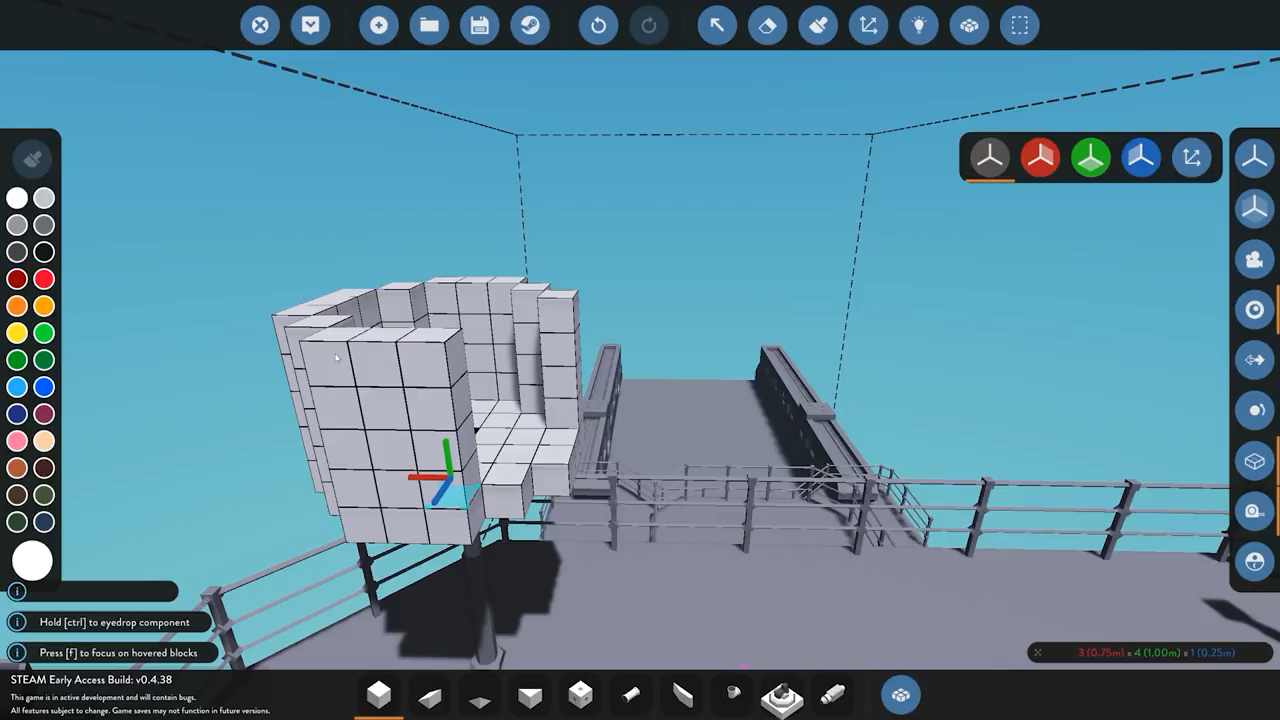 Hold [ctrl] to eyedrop component
Press [f] to focus on hovered blocks
3 (0.75m) x 4 (1.00m) x 1 (0.25m)
STEAM Early Access Build: v0.4.38
This game is in active development and will contain bugs.
All features subject to change. Game saves may not function in future versions.